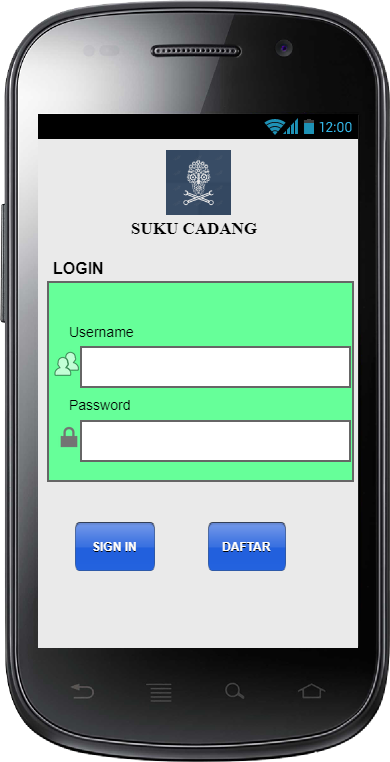 12:00
SUKU CADANG
LOGIN
Username
Password
SIGN IN
DAFTAR